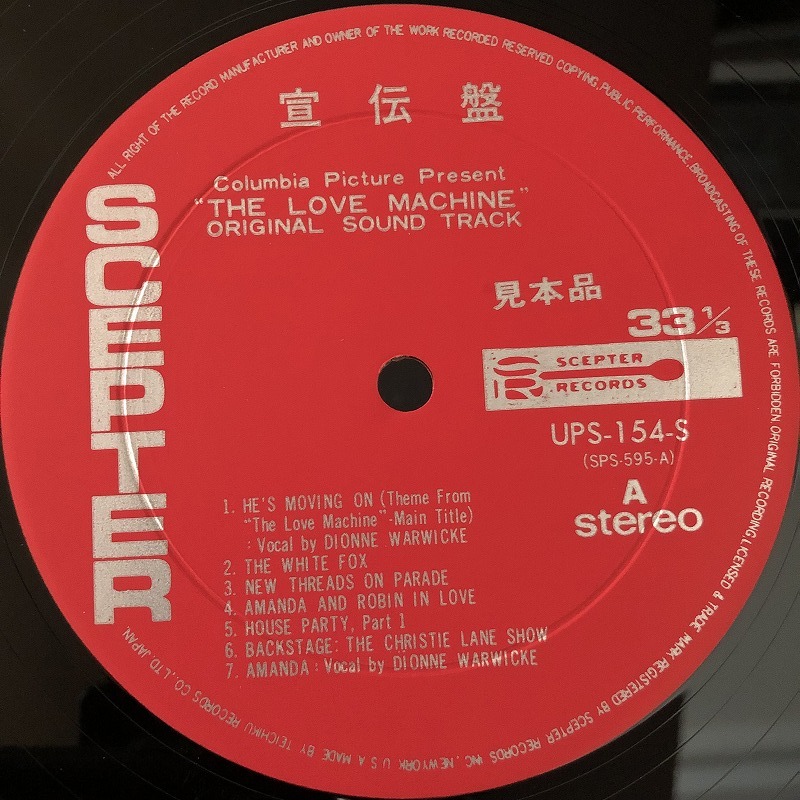 ALL RIGHT OF THE RECORD MANUFACTURER AND OWNER OF THE WORK RECORDED RESERVED COPYING, PUBLIC PERFORMANCE, BROADCASTING OF THESE RECORDS ARE FORBIDDEN ORIGINAL RECORDING, LICENSED & TRADE MARK REGISTERED BY SCEPTER RECORDS INC, NEWYORK U S A MADE BY TEICHIKU RECORDS CO., LTD JAPAN.
宣伝盤
Columbia Picture Present
“THE LOVE MACHINE”
ORIGINAL SOUND TRACK
SCEPTER
見本品
33 1/3
SR SCEPTER
RECORDS
UPS-154-S
(SPS-595-A)
A
stereo
1. HE'S MOVING ON (Theme From
“The Love Machine”-Main Title)
: Vocal by DIONNE WARWICKE
2. THE WHITE FOX
3. NEW THREADS ON PARADE
4. AMANDA AND ROBIN IN LOVE
5. HOUSE PARTY, Part I
6. BACKSTAGE: THE CHRISTIE LANE SHOW
7. AMANDA : Vocal by DIONNE WARWICKE